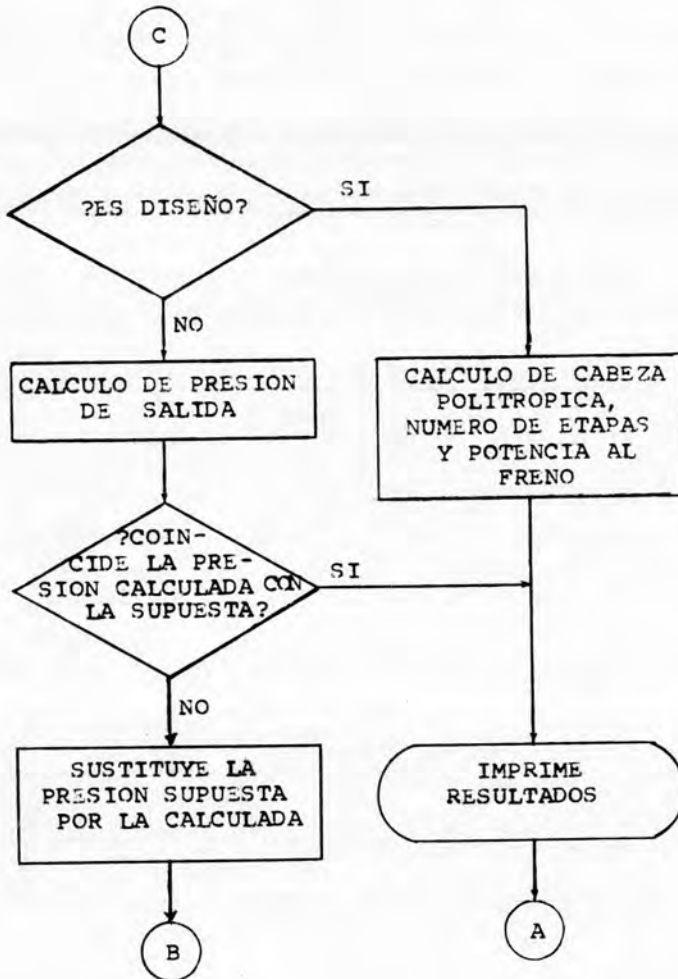 C
?ES DISEÑO?
SI
NO
CALCULO DE PRESION
DE SALIDA
CALCULO DE CABEZA
POLITROPICA,
NUMERO DE ETAPAS
Y POTENCIA AL
FRENO
?COIN-
CIDE LA PRE-
SION CALCULADA CON
LA SUPUESTA?
SI
NO
SUSTITUYE LA
PRESION SUPUESTA
POR LA CALCULADA
IMPRIME
RESULTADOS
B
A